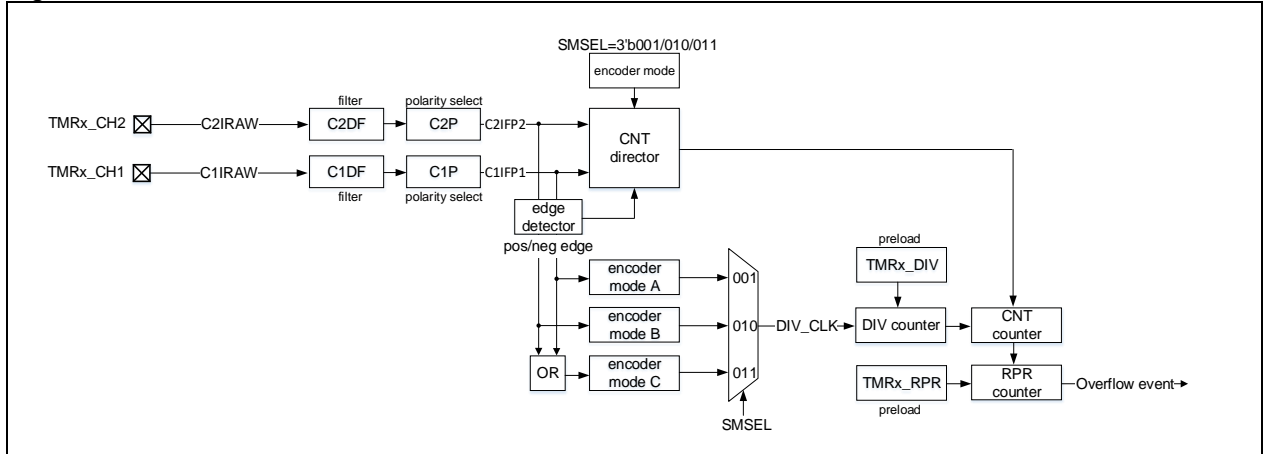 SMSEL=3'b001/010/011
encoder mode
filter
polarity select
TMRx_CH2
C2IRAW
C2DF
C2P
C2IFP2
CNT
director
TMRx_CH1
C1IRAW
C1DF
C1P
C1IFP1
filter
polarity select
edge
detector
pos/neg edge
preload
TMRx_DIV
encoder
mode A
001
encoder
mode B
010
DIV_CLK
DIV counter
CNT
counter
OR
encoder
mode C
011
TMRx_RPR
RPR
counter
Overflow event
preload
SMSEL